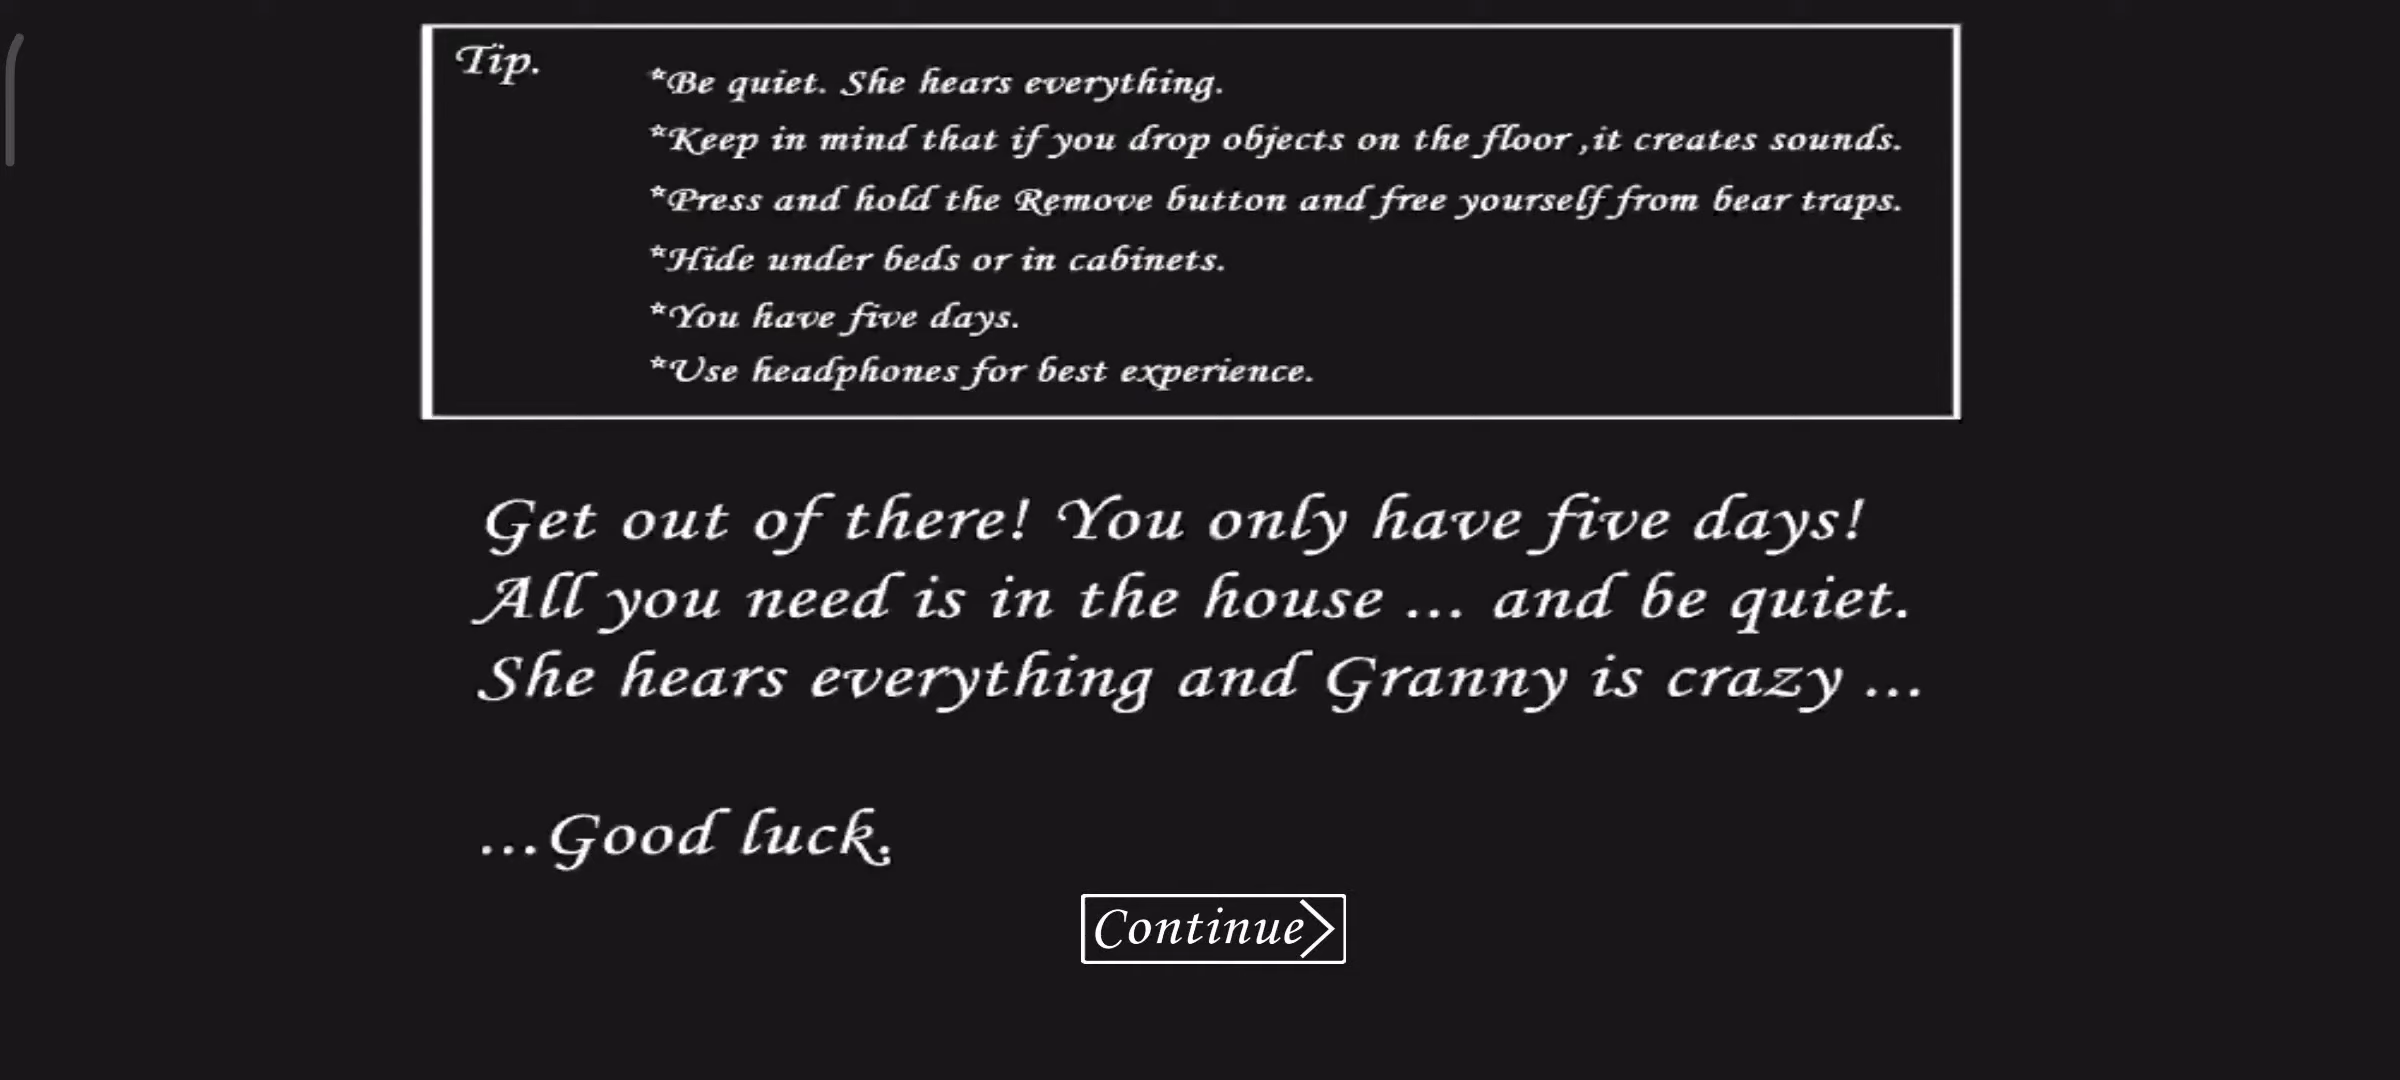 Tip.
*Be quiet. She hears everything.
*Keep in mind that if you drop objects on the floor ,it creates sounds.
*Press and hold the Remove button and free yourself from bear traps.
*Hide under beds or in cabinets.
*You have five days.
*Use headphones for best experience.
Get out of there! You only have five days!
All you need is in the house ... and be quiet.
She hears everything and Granny is crazy ...
...Good luck.
Continue